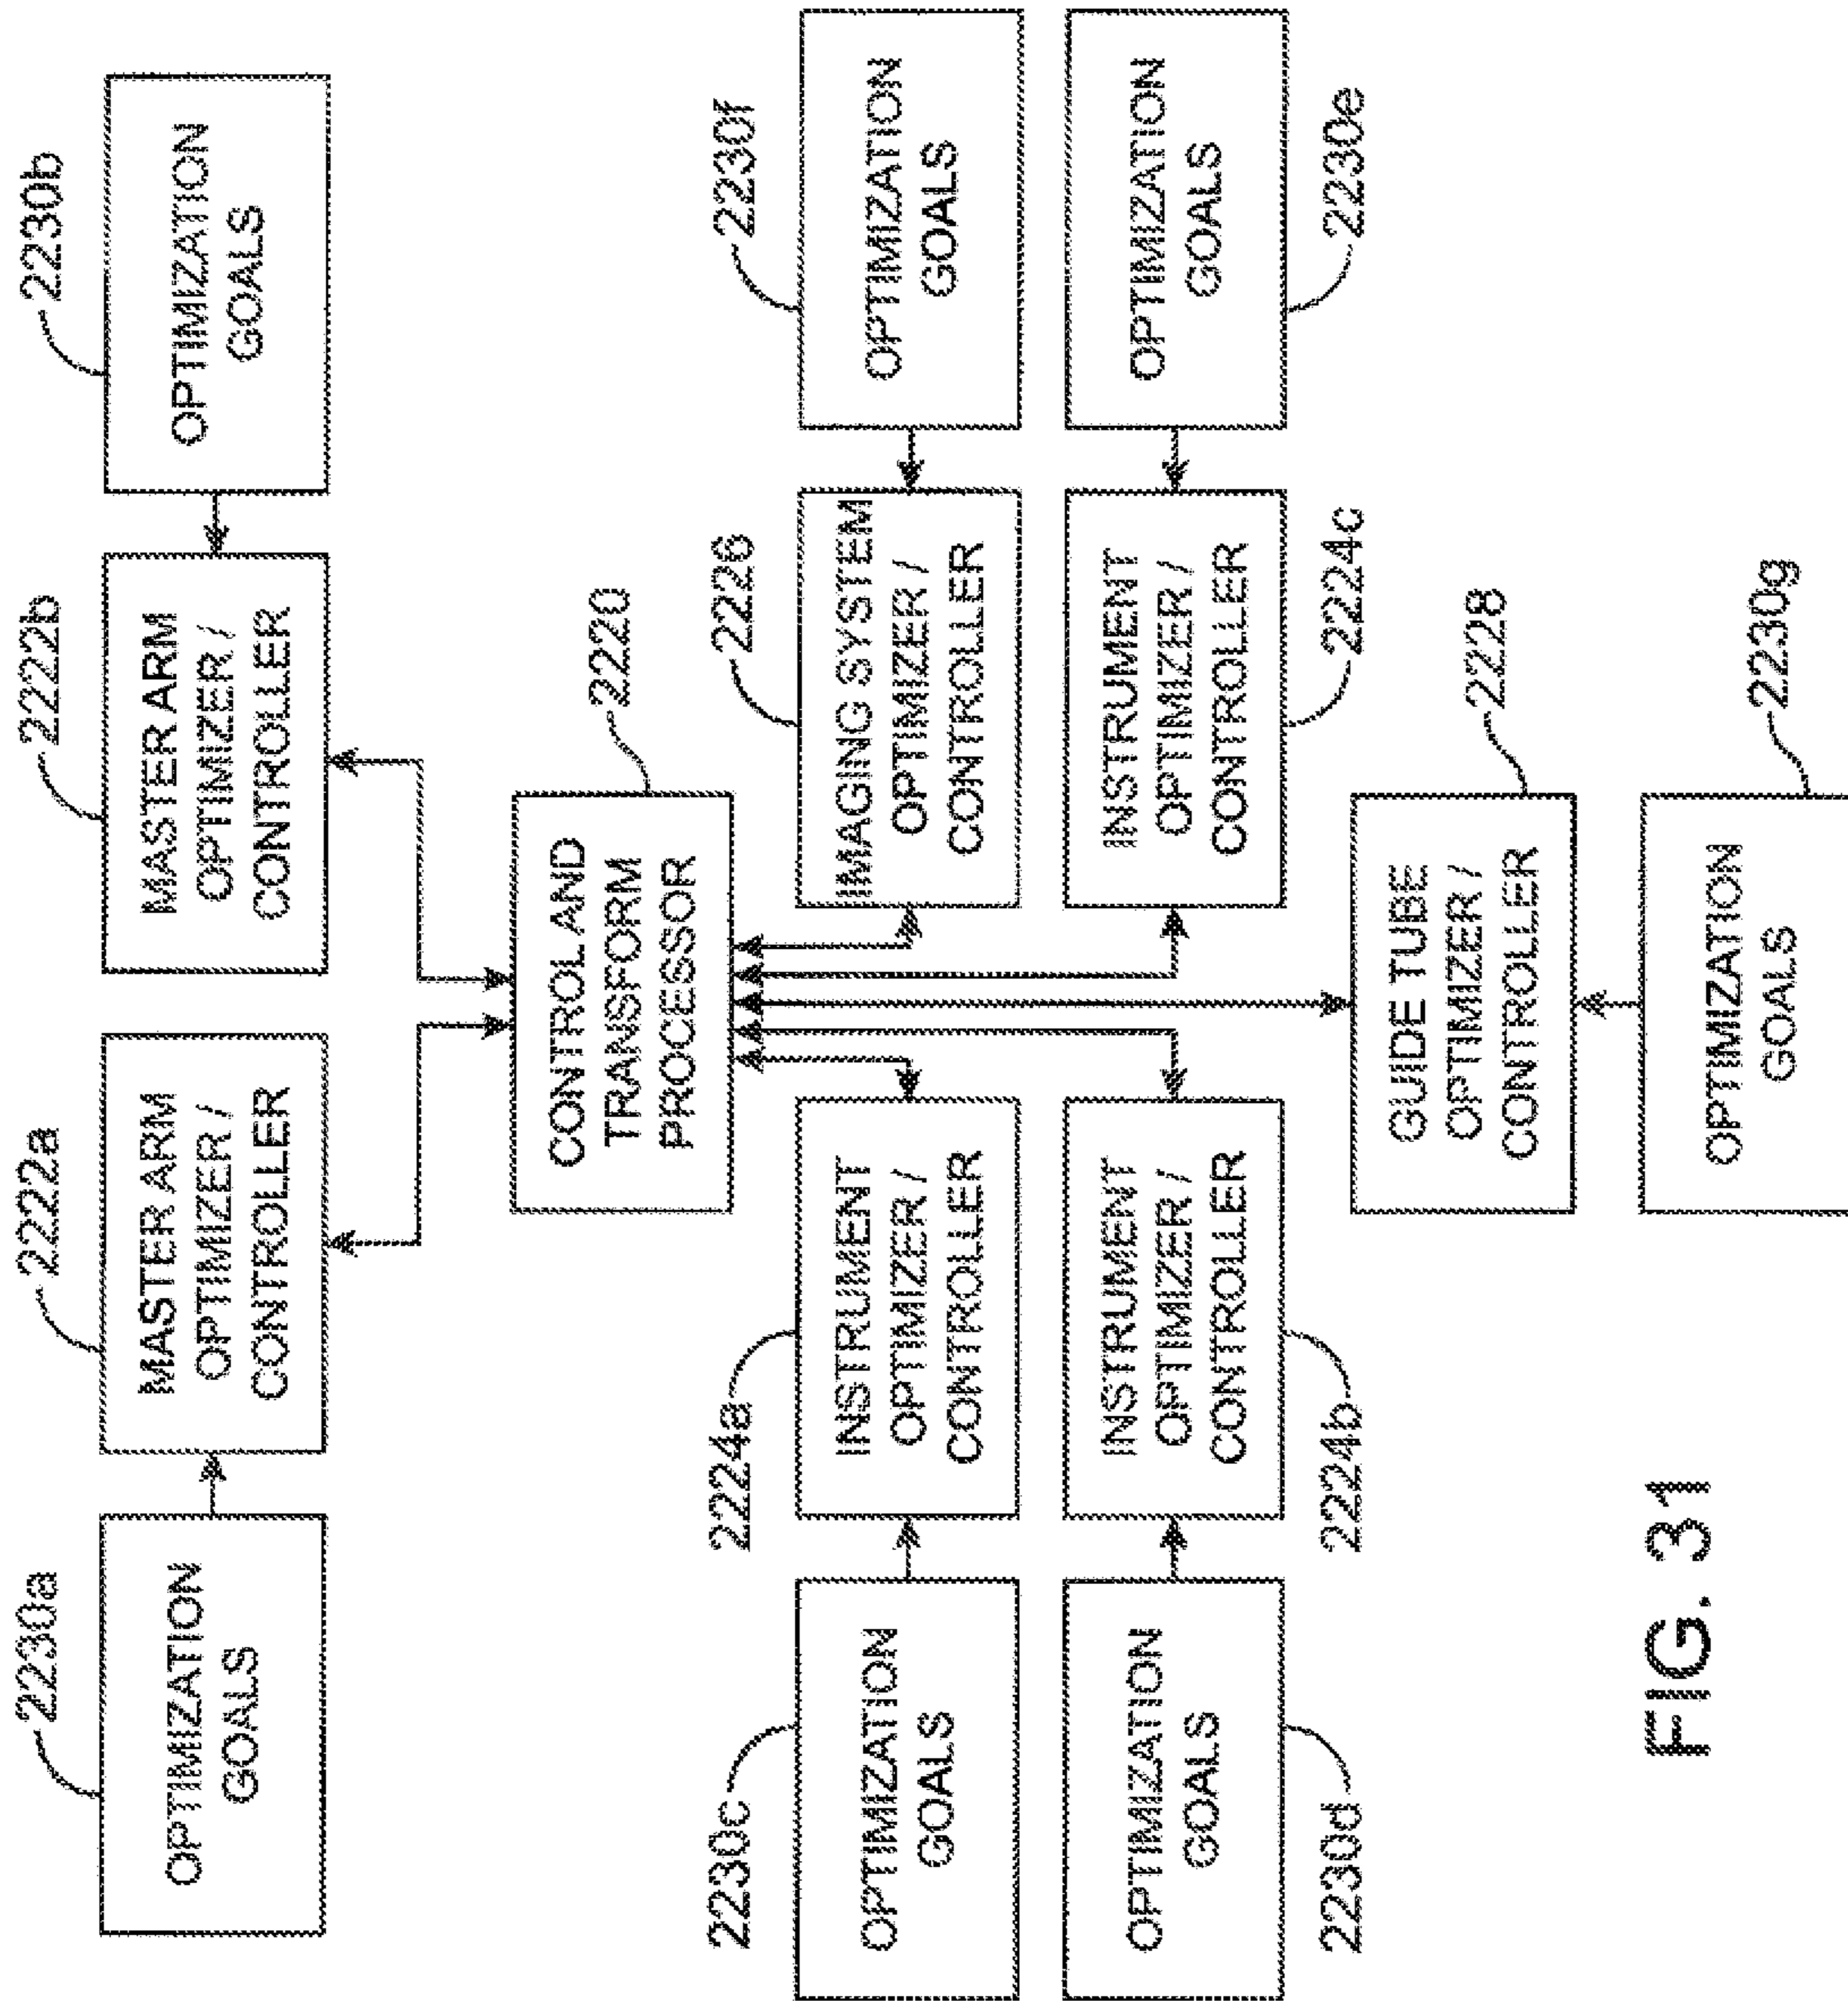 2230a
OPTIMIZATION
GOALS
2222a
MASTER ARM
OPTIMIZER /
CONTROLLER
2222b
MASTER ARM
OPTIMIZER /
CONTROLLER
2230b
OPTIMIZATION
GOALS
CONTROL AND
TRANSFORM
PROCESSOR
2220
2230c
OPTIMIZATION
GOALS
2224a
INSTRUMENT
OPTIMIZER /
CONTROLLER
2226
IMAGING SYSTEM
OPTIMIZER /
CONTROLLER
2230f
OPTIMIZATION
GOALS
OPTIMIZATION
GOALS
2230d
INSTRUMENT
OPTIMIZER /
CONTROLLER
2224b
INSTRUMENT
OPTIMIZER /
CONTROLLER
2224c
OPTIMIZATION
GOALS
2230e
GUIDE TUBE
OPTIMIZER /
CONTROLLER
2228
OPTIMIZATION
GOALS
2230g
FIG. 31